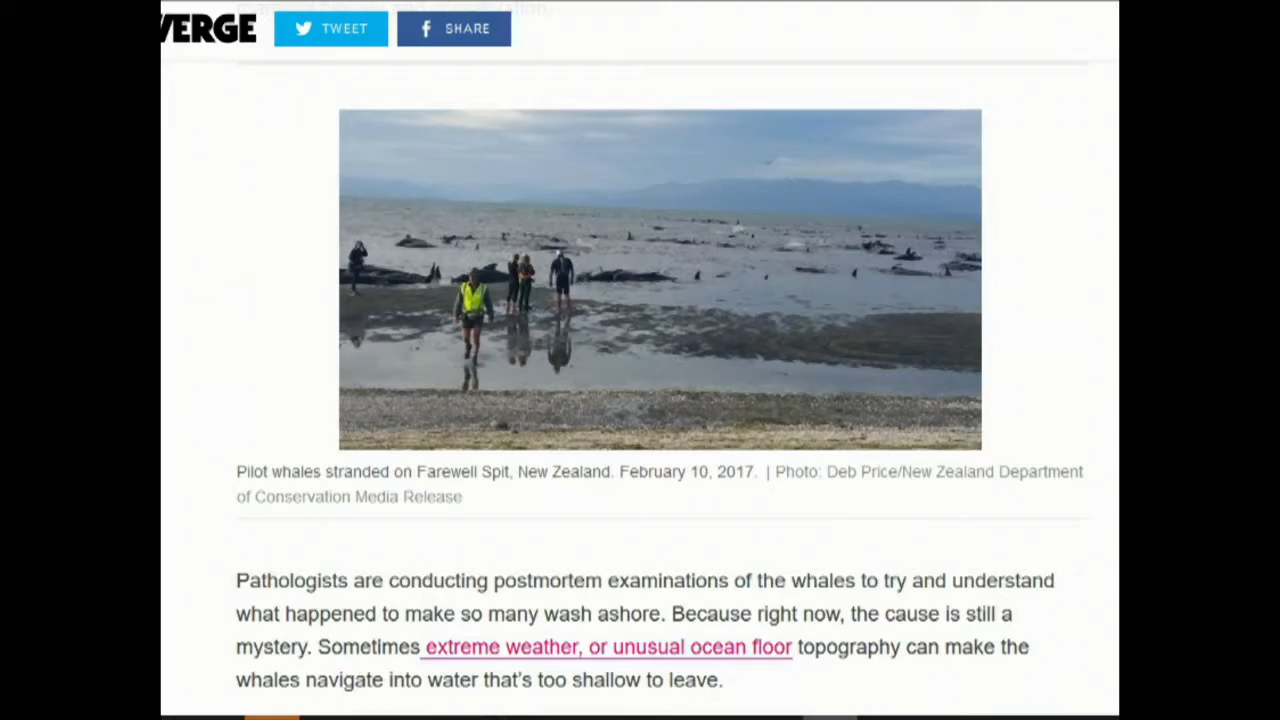 VERGE
TWEET
SHARE
Pilot whales stranded on Farewell Spit, New Zealand. February 10, 2017. | Photo: Deb Price/New Zealand Department
of Conservation Media Release
Pathologists are conducting postmortem examinations of the whales to try and understand
what happened to make so many wash ashore. Because right now, the cause is still a
mystery. Sometimes extreme weather, or unusual ocean floor topography can make the
whales navigate into water that's too shallow to leave.